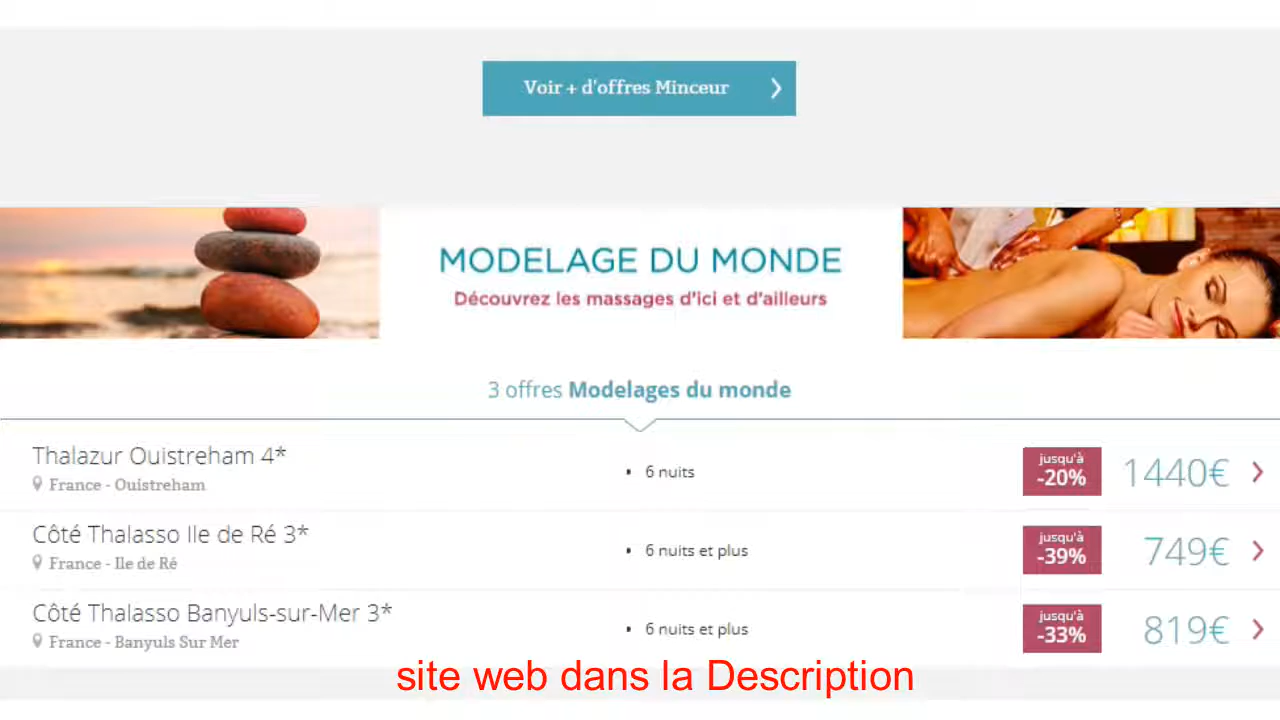 Voir + d'offres Minceur
MODELAGE DU MONDE
Découvrez les massages d'ici et d'ailleurs
3 offres Modelages du monde
Thalazur Ouistreham 4*
France - Ouistreham
• 6 nuits
jusqu'à
-20%
1440€
Côté Thalasso Ile de Ré 3*
France - Ile de Ré
• 6 nuits et plus
jusqu'à
-39%
749€
Côté Thalasso Banyuls-sur-Mer 3*
France - Banyuls Sur Mer
• 6 nuits et plus
jusqu'à
-33%
819€
site web dans la Description